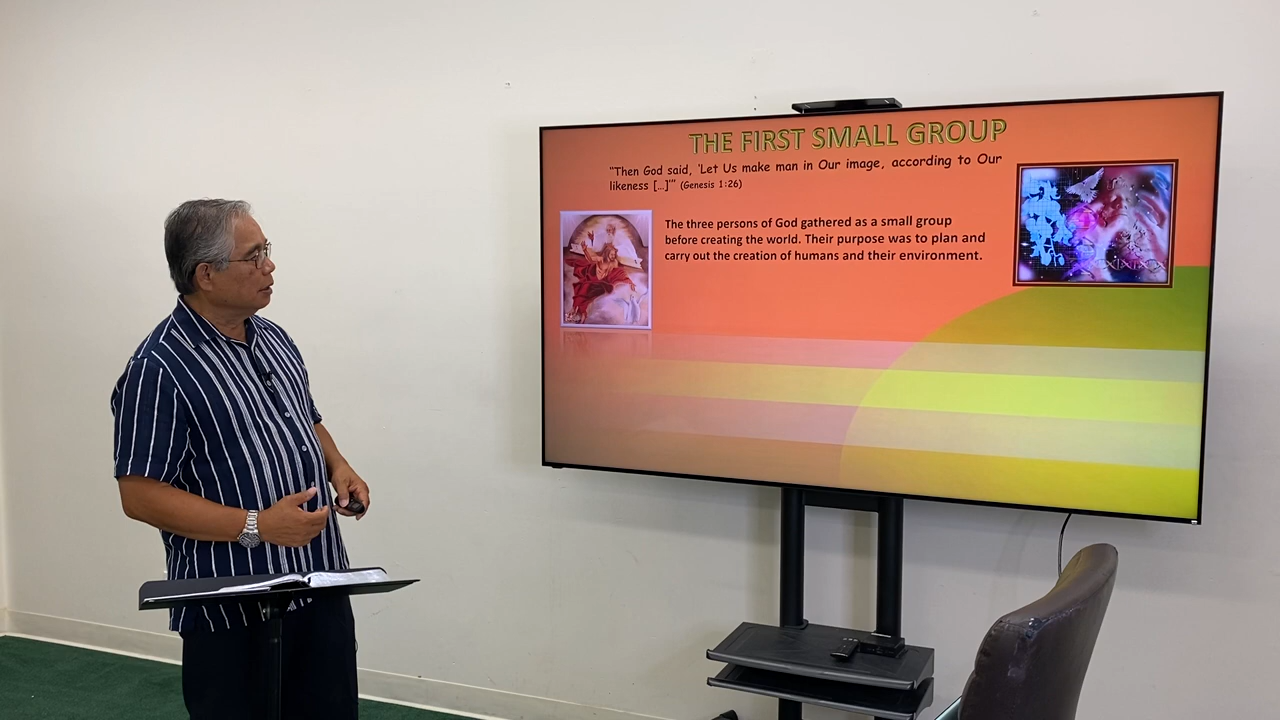 THE FIRST SMALL GROUP
"Then God said, 'Let Us make man in Our image, according to Our
likeness […]'" (Genesis 1:26)
The three persons of God gathered as a small group
before creating the world. Their purpose was to plan and
carry out the creation of humans and their environment.